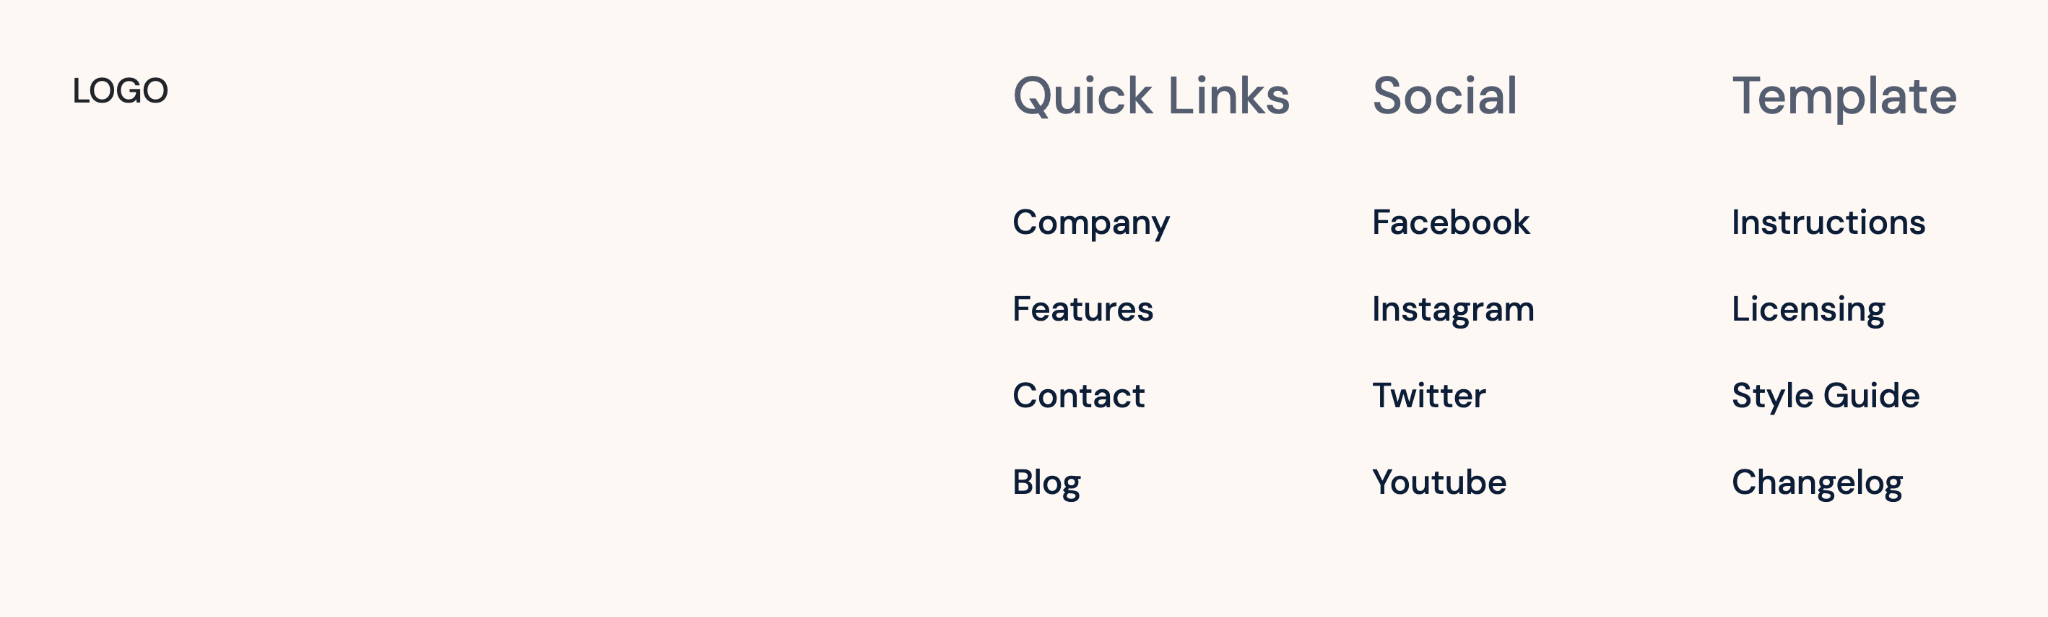 LOGO
Quick Links
Company
Features
Contact
Blog
Social
Facebook
Instagram
Twitter
Youtube
Template
Instructions
Licensing
Style Guide
Changelog